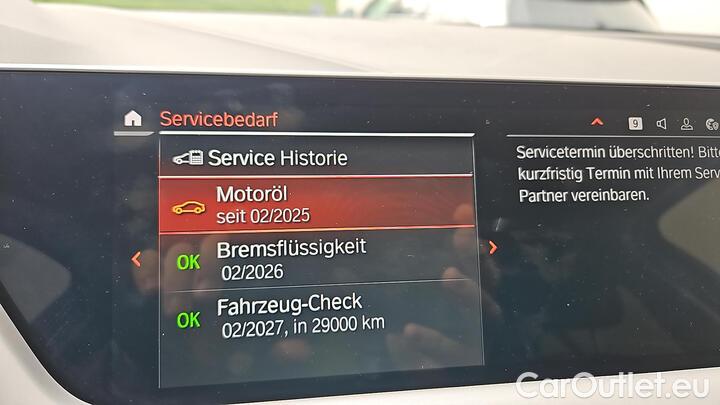 Servicebedarf
9
Service Historie
Motoröl
seit 02/2025
OK
Bremsflüssigkeit
02/2026
OK
Fahrzeug-Check
02/2027, in 29000 km
Servicetermin überschritten! Bitt
kurzfristig Termin mit Ihrem Serv
Partner vereinbaren.
CarOutlet.eu